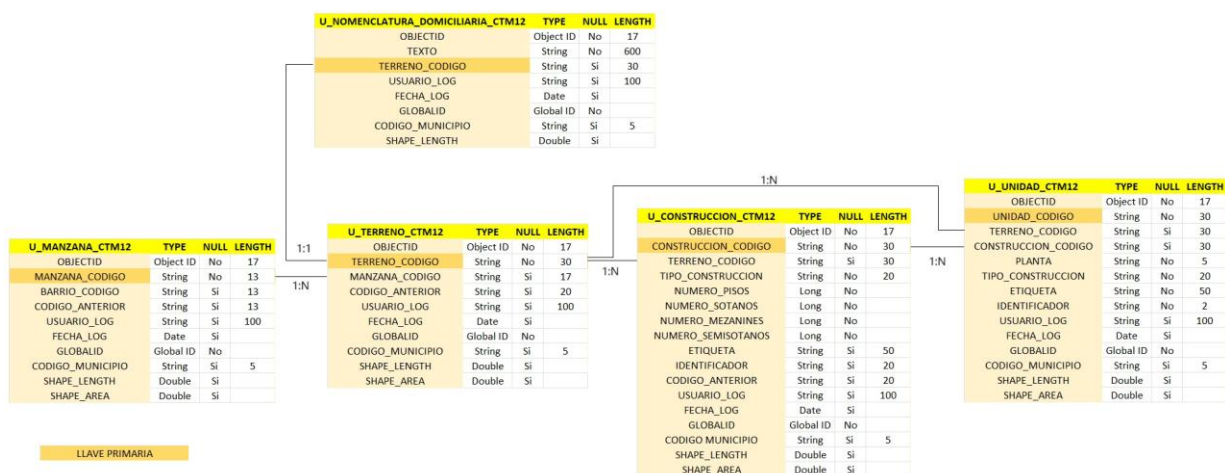 U_NOMENCLATURA_DOMICILIARIA_CTM12 TYPE NULL LENGTH
OBJECTID Object ID No 17
TEXTO String No 600
TERRENO_CODIGO String Si 30
USUARIO_LOG String Si 100
FECHA_LOG Date Si
GLOBALID Global ID No
CODIGO_MUNICIPIO String Si 5
SHAPE_LENGTH Double Si
U_MANZANA_CTM12 TYPE NULL LENGTH
OBJECTID Object ID No 17
MANZANA_CODIGO String No 13
BARRIO_CODIGO String Si 13
CODIGO_ANTERIOR String Si 13
USUARIO_LOG String Si 100
FECHA_LOG Date Si
GLOBALID Global ID No
CODIGO_MUNICIPIO String Si 5
SHAPE_LENGTH Double Si
SHAPE_AREA Double Si
1:1
1:N
U_TERRENO_CTM12 TYPE NULL LENGTH
OBJECTID Object ID No 17
TERRENO_CODIGO String No 30
MANZANA_CODIGO String Si 17
CODIGO_ANTERIOR String Si 20
USUARIO_LOG String Si 100
FECHA_LOG Date Si
GLOBALID Global ID No
CODIGO_MUNICIPIO String Si 5
SHAPE_LENGTH Double Si
SHAPE_AREA Double Si
1:N
1:N
U_CONSTRUCCION_CTM12 TYPE NULL LENGTH
OBJECTID Object ID No 17
CONSTRUCCION_CODIGO String No 30
TERRENO_CODIGO String Si 30
TIPO_CONSTRUCCION String No 20
NUMERO_PISOS Long No
NUMERO_SOTANOS Long No
NUMERO_MEZANINES Long No
NUMERO_SEMISOTANOS Long No
ETIQUETA String Si 50
IDENTIFICADOR String Si 20
CODIGO_ANTERIOR String Si 20
USUARIO_LOG String Si 100
FECHA_LOG Date Si
GLOBALID Global ID No
CODIGO MUNICIPIO String Si 5
SHAPE_LENGTH Double Si
SHAPE_AREA Double Si
1:N
U_UNIDAD_CTM12 TYPE NULL LENGTH
OBJECTID Object ID No 17
UNIDAD_CODIGO String No 30
TERRENO_CODIGO String Si 30
CONSTRUCCION_CODIGO String Si 30
PLANTA String No 5
TIPO_CONSTRUCCION String No 20
ETIQUETA String No 50
IDENTIFICADOR String No 2
USUARIO_LOG String Si 100
FECHA_LOG Date Si
GLOBALID Global ID No
CODIGO_MUNICIPIO String Si 5
SHAPE_LENGTH Double Si
SHAPE_AREA Double Si
LLAVE PRIMARIA